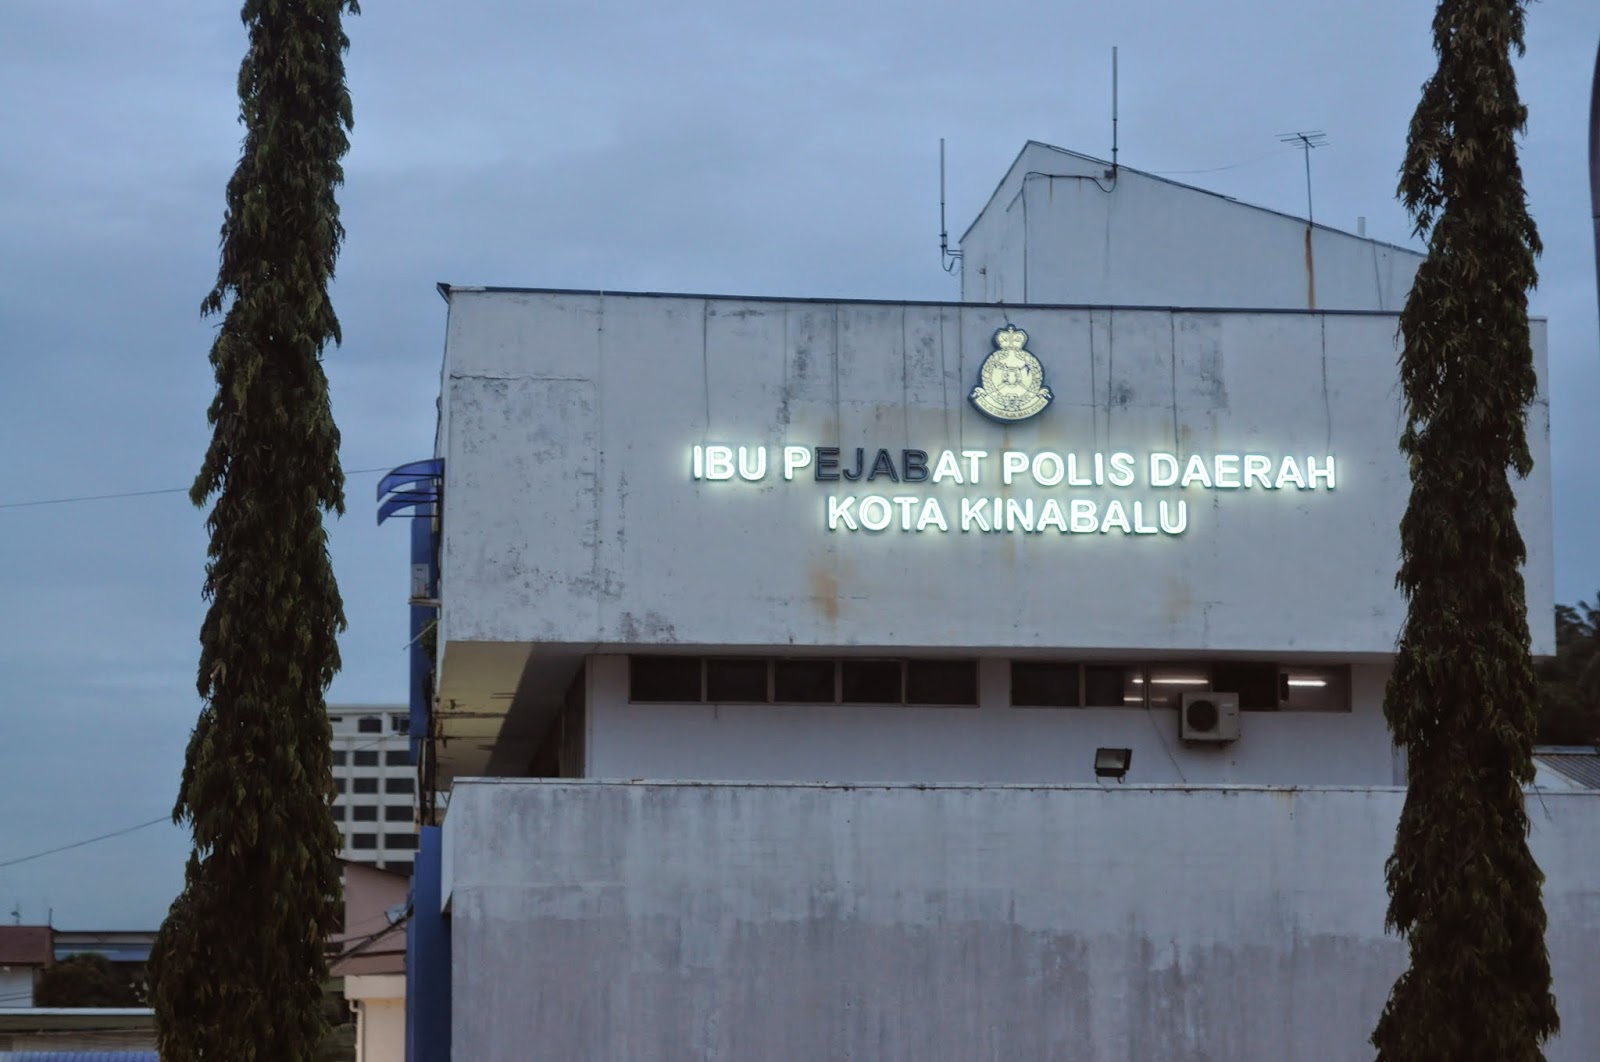 IBU PEJABAT POLIS DAERAH
KOTA KINABALU